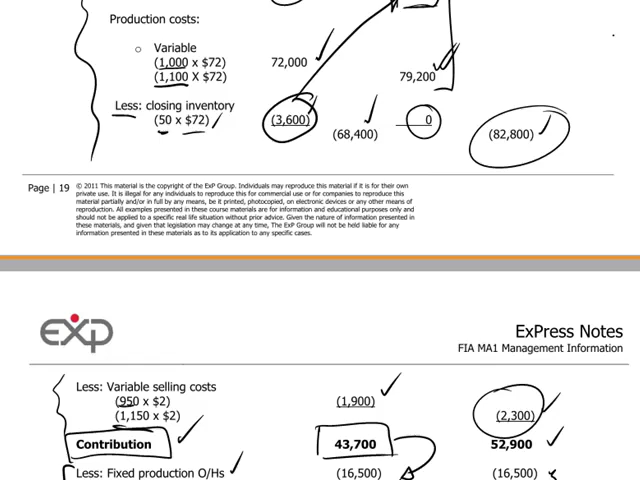 Production costs:
o Variable
(1,000 x $72) 72,000
(1,100 X $72) 79,200
Less: closing inventory
(50 x $72) (3,600) 0
(68,400) (82,800)
Page | 19 © 2011 This material is the copyright of the ExP Group. Individuals may reproduce this material if it is for their own
private use. It is illegal for any individuals to reproduce this for commercial use or for companies to reproduce this
material partially and/or in full by any means, be it printed, photocopied, on electronic devices or any other means of
reproduction. All examples presented in these course materials are for information and educational purposes only and
should not be applied to a specific real life situation without prior advice. Given the nature of information presented in
these materials, and given that legislation may change at any time, The ExP Group will not be held liable for any
information presented in these materials as to its application to any specific cases.
exp ExPress Notes
FIA MA1 Management Information
Less: Variable selling costs
(950 x $2) (1,900)
(1,150 x $2) (2,300)
Contribution 43,700 52,900
Less: Fixed production O/Hs (16,500) (16,500)